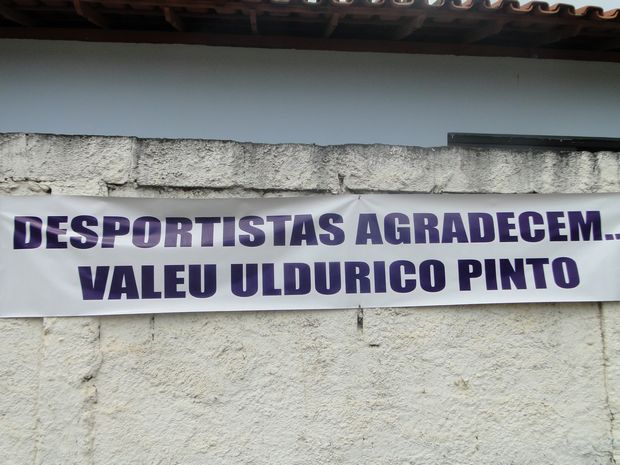 DESPORTISTAS AGRADECEM..
VALEU ULDURICO PINTO